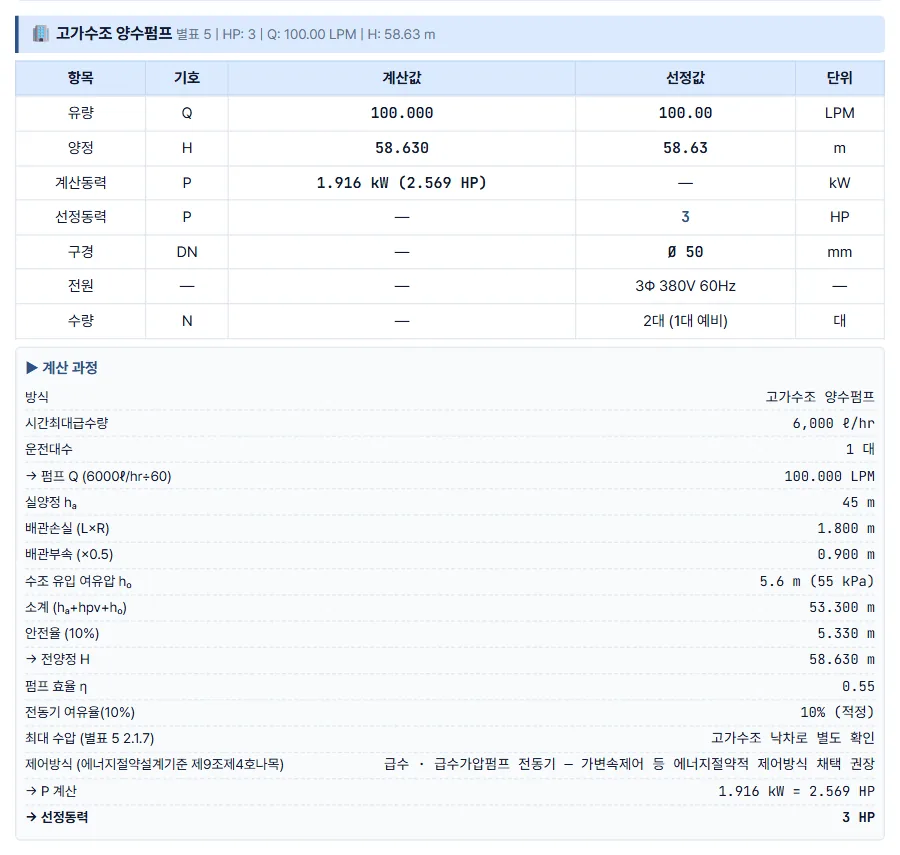 고가수조 양수펌프 별표 5 | HP: 3 | Q: 100.00 LPM | H: 58.63 m
항목 기호 계산값 선정값 단위
유량 Q 100.000 100.00 LPM
양정 H 58.630 58.63 m
계산동력 P 1.916 kW (2.569 HP) — kW
선정동력 P — 3 HP
구경 DN — Ø 50 mm
전원 — — 3Φ 380V 60Hz —
수량 N — 2대 (1대 예비) 대
▶ 계산 과정
방식 고가수조 양수펌프
시간최대급수량 6,000 ℓ/hr
운전대수 1 대
→ 펌프 Q (6000ℓ/hr÷60) 100.000 LPM
실양정 hₐ 45 m
배관손실 (L×R) 1.800 m
배관부속 (×0.5) 0.900 m
수조 유입 여유압 hₒ 5.6 m (55 kPa)
소계 (hₐ+hpv+hₒ) 53.300 m
안전율 (10%) 5.330 m
→ 전양정 H 58.630 m
펌프 효율 η 0.55
전동기 여유율(10%) 10% (적정)
최대 수압 (별표 5 2.1.7) 고가수조 낙차로 별도 확인
제어방식 (에너지절약설계기준 제9조제4호나목) 급수 · 급수가압펌프 전동기 — 가변속제어 등 에너지절약적 제어방식 채택 권장
→ P 계산 1.916 kW = 2.569 HP
→ 선정동력 3 HP